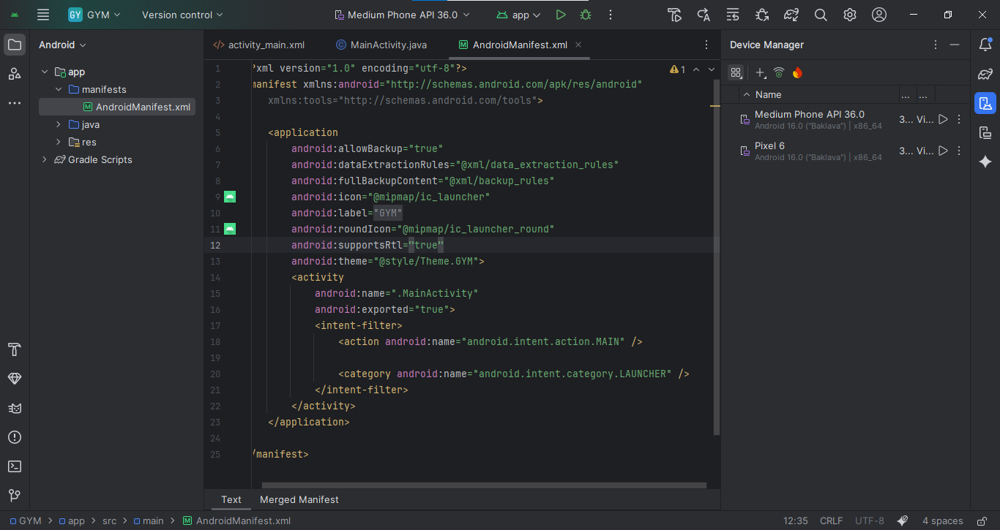 GY GYM Version control Medium Phone API 36.0 app
Android
activity_main.xml MainActivity.java AndroidManifest.xml
Device Manager
app
manifests
AndroidManifest.xml
java
res
Gradle Scripts
1 ?xml version="1.0" encoding="utf-8"?>
2 manifest xmlns:android="http://schemas.android.com/apk/res/android"
3 xmlns:tools="http://schemas.android.com/tools">
4
5 <application
6 android:allowBackup="true"
7 android:dataExtractionRules="@xml/data_extraction_rules"
8 android:fullBackupContent="@xml/backup_rules"
9 android:icon="@mipmap/ic_launcher"
10 android:label="GYM"
11 android:roundIcon="@mipmap/ic_launcher_round"
12 android:supportsRtl="true"
13 android:theme="@style/Theme.GYM">
14 <activity
15 android:name=".MainActivity"
16 android:exported="true">
17 <intent-filter>
18 <action android:name="android.intent.action.MAIN" />
19
20 <category android:name="android.intent.category.LAUNCHER" />
21 </intent-filter>
22 </activity>
23 </application>
24
25 /manifest>
1
Text Merged Manifest
Name ... ...
Medium Phone API 36.0 3... Vi...
Android 16.0 ("Baklava") | x86_64
Pixel 6 3... Vi...
Android 16.0 ("Baklava") | x86_64
GYM > app > src > main > AndroidManifest.xml
12:35 CRLF UTF-8 4 spaces